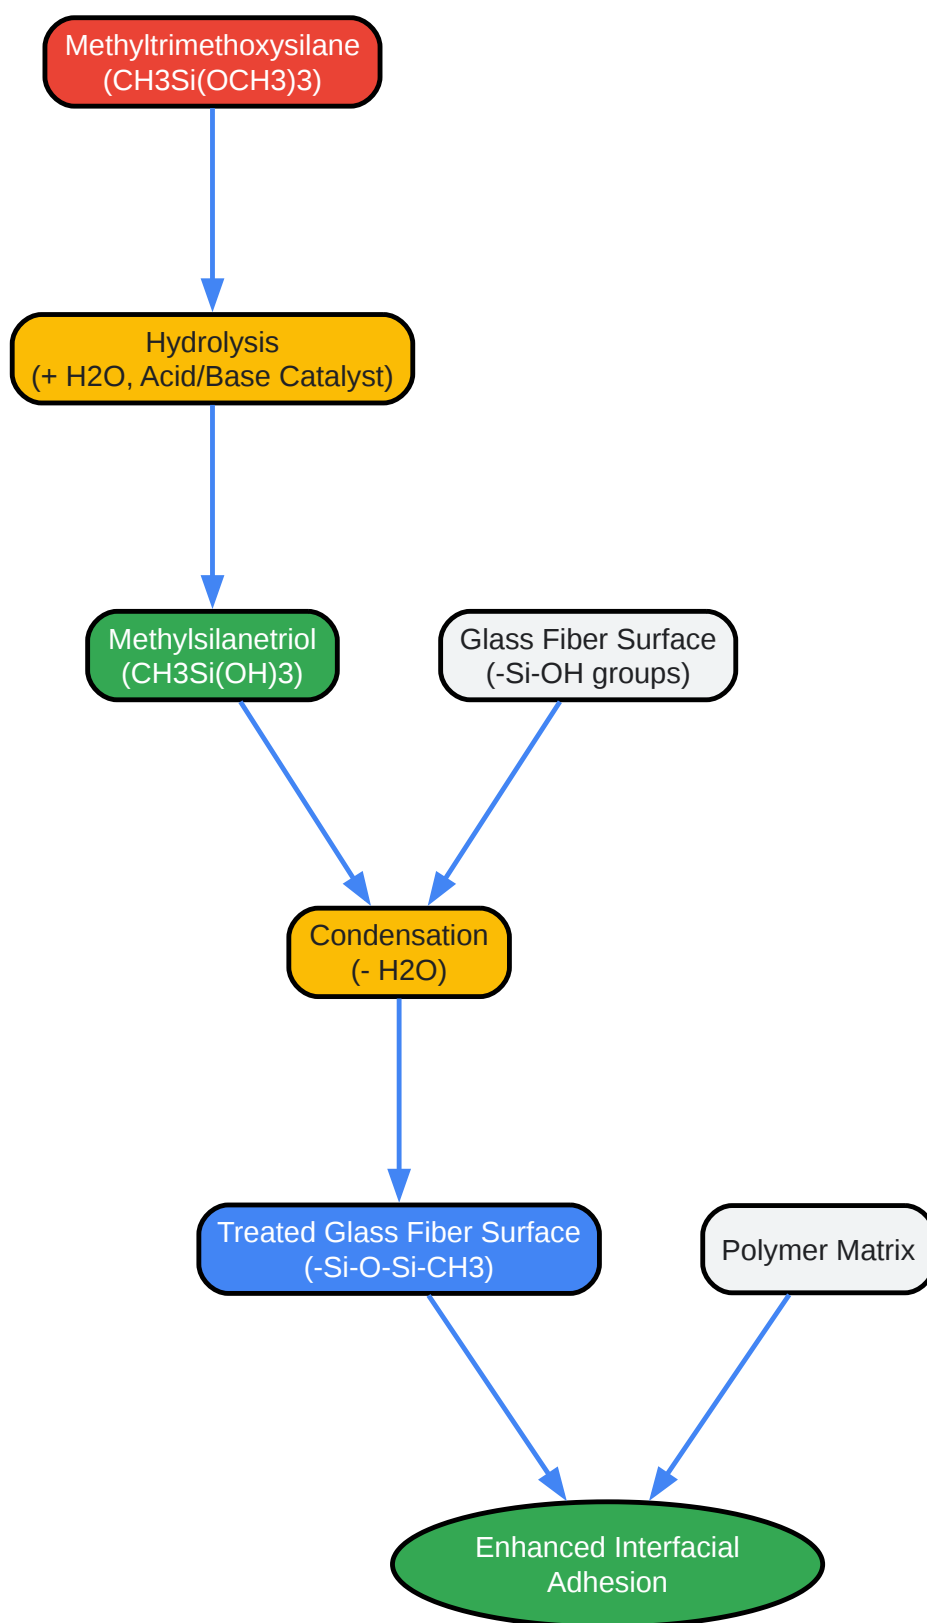 Methyltrimethoxysilane
(CH3Si(OCH3)3)
Hydrolysis
(+ H2O, Acid/Base Catalyst)
Methylsilanetriol
(CH3Si(OH)3)
Glass Fiber Surface
(-Si-OH groups)
Condensation
(- H2O)
Treated Glass Fiber Surface
(-Si-O-Si-CH3)
Polymer Matrix
Enhanced Interfacial
Adhesion